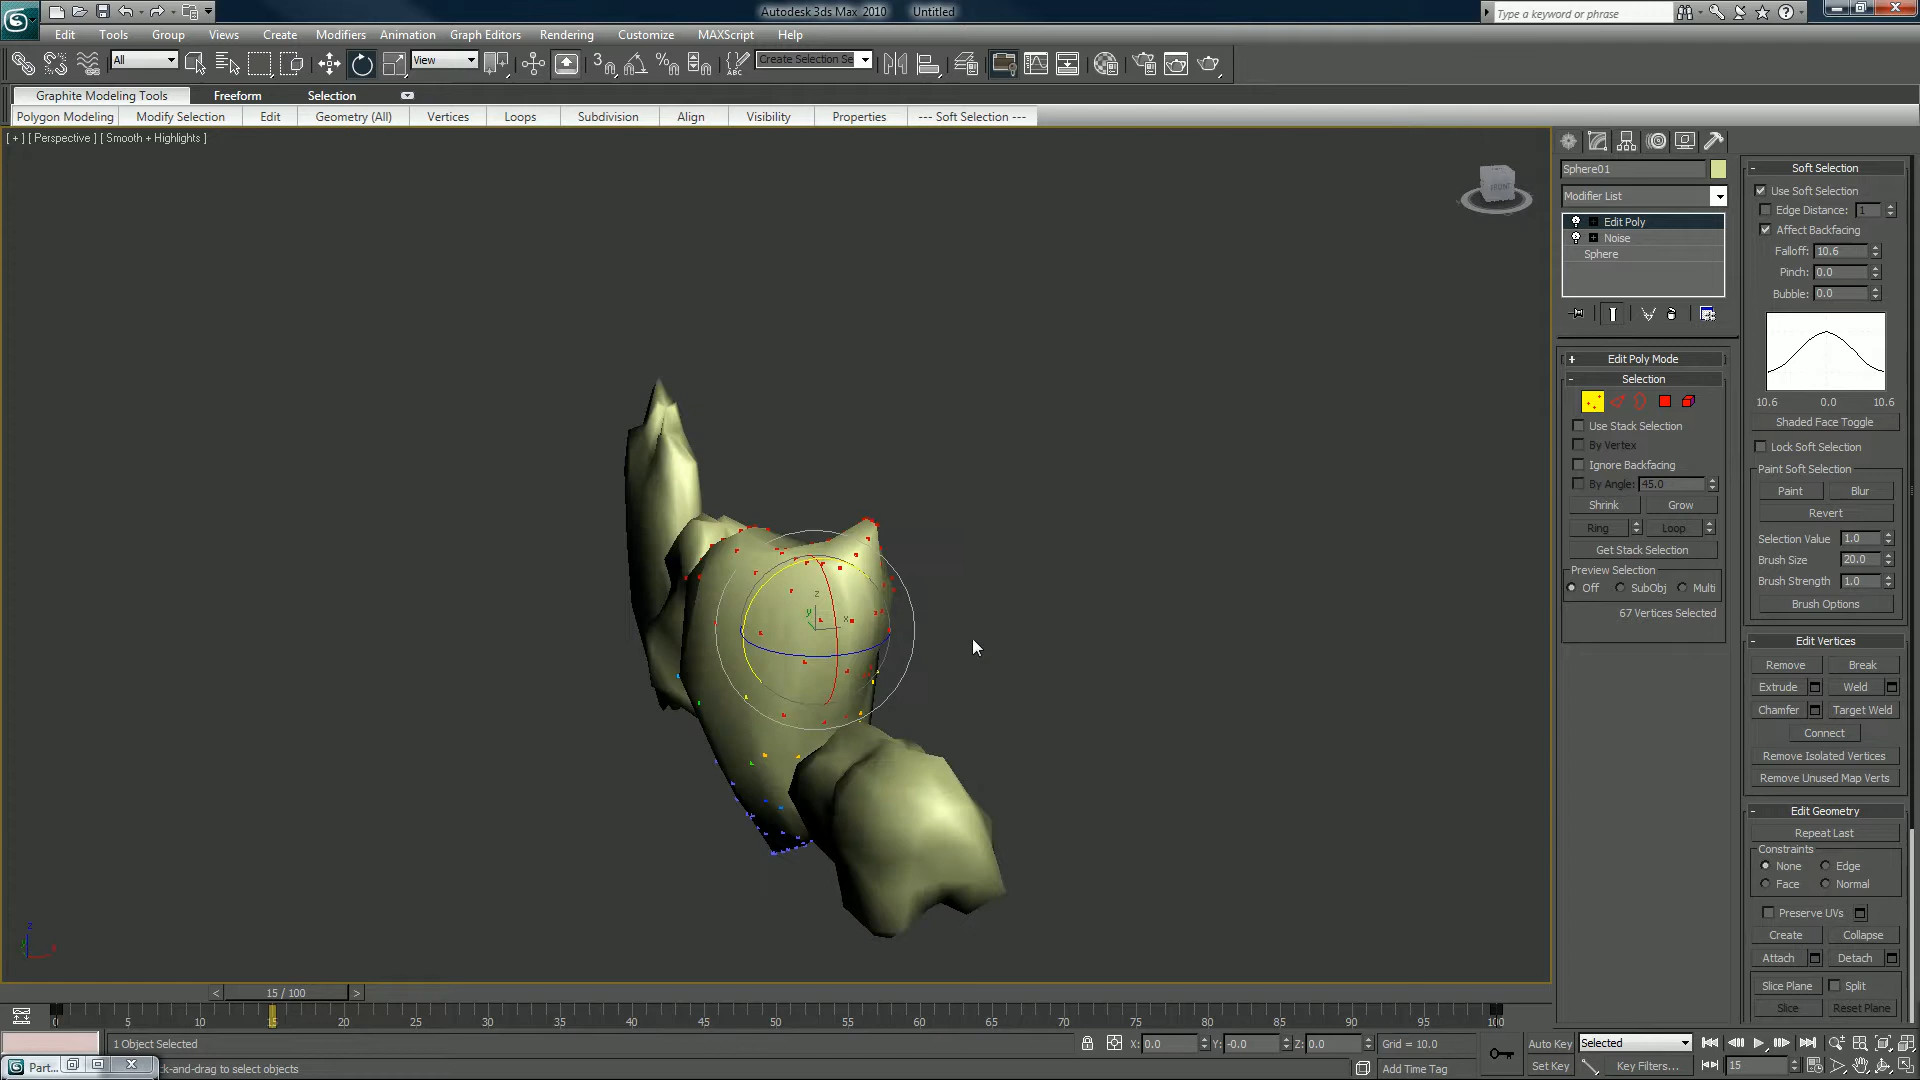 Autodesk 3ds Max 2010 Untitled
Type a keyword or phrase
Edit Tools Group Views Create Modifiers Animation Graph Editors Rendering Customize MAXScript Help
All
View
3
ABC
Create Selection Se
Graphite Modeling Tools Freeform Selection
Polygon Modeling Modify Selection Edit Geometry (All) Vertices Loops Subdivision Align Visibility Properties --- Soft Selection ---
[ + ] [ Perspective ] [ Smooth + Highlights ]
FRONT
z
y
x
Sphere01
Modifier List
Edit Poly
Noise
Sphere
+ Edit Poly Mode
- Selection
Use Stack Selection
By Vertex
Ignore Backfacing
By Angle: 45.0
Shrink Grow
Ring Loop
Get Stack Selection
Preview Selection
Off SubObj Multi
67 Vertices Selected
- Soft Selection
Use Soft Selection
Edge Distance: 1
Affect Backfacing
Falloff: 10.6
Pinch: 0.0
Bubble: 0.0
10.6 0.0 10.6
Shaded Face Toggle
Lock Soft Selection
Paint Soft Selection
Paint Blur
Revert
Selection Value 1.0
Brush Size 20.0
Brush Strength 1.0
Brush Options
- Edit Vertices
Remove Break
Extrude Weld
Chamfer Target Weld
Connect
Remove Isolated Vertices
Remove Unused Map Verts
- Edit Geometry
Repeat Last
Constraints
None Edge
Face Normal
Preserve UVs
Create Collapse
Attach Detach
Slice Plane Split
Slice Reset Plane
< 15 / 100 >
0 5 10 15 20 25 30 35 40 45 50 55 60 65 70 75 80 85 90 95 100
1 Object Selected
X: 0.0 Y: -0.0 Z: 0.0 Grid = 10.0
Auto Key Selected
Part...
ck-and-drag to select objects
Add Time Tag
Set Key Key Filters... 15